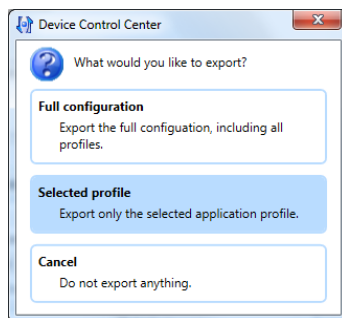 Device Control Center
What would you like to export?
Full configuration
Export the full configuation, including all
profiles.
Selected profile
Export only the selected application profile.
Cancel
Do not export anything.